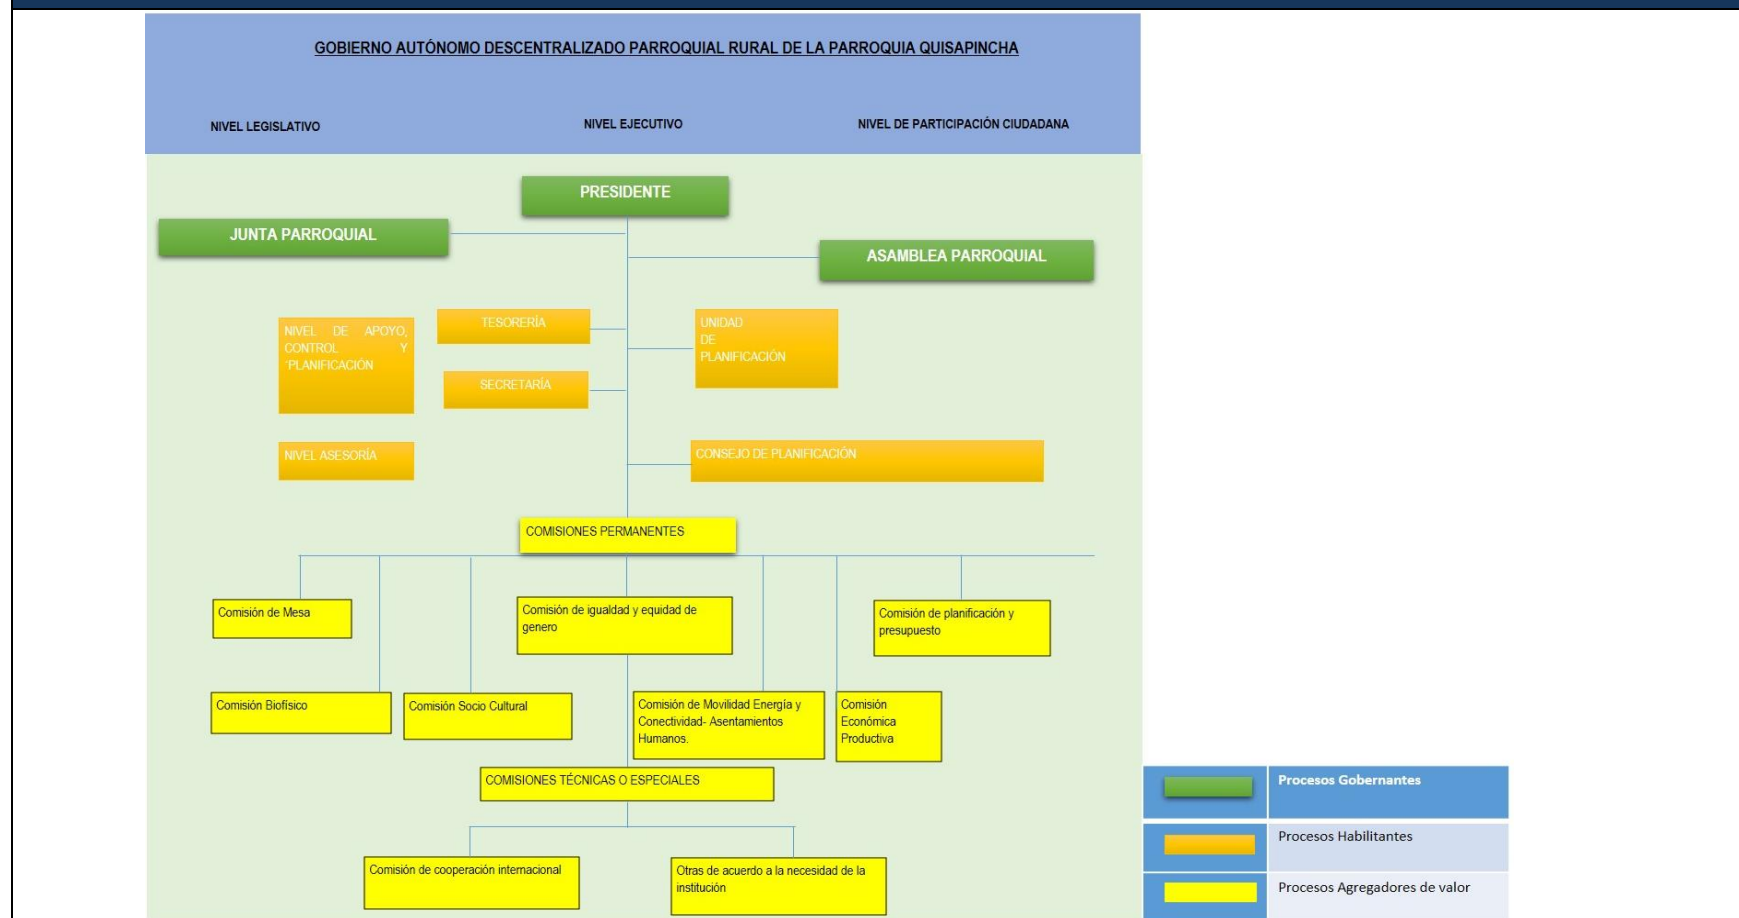 GOBIERNO AUTÓNOMO DESCENTRALIZADO PARROQUIAL RURAL DE LA PARROQUIA QUISAPINCHA
NIVEL LEGISLATIVO
NIVEL EJECUTIVO
NIVEL DE PARTICIPACIÓN CIUDADANA
PRESIDENTE
JUNTA PARROQUIAL
ASAMBLEA PARROQUIAL
NIVEL DE APOYO,
CONTROL Y
´PLANIFICACIÓN
TESORERÍA
UNIDAD
DE
PLANIFICACIÓN
SECRETARÍA
NIVEL ASESORÍA
CONSEJO DE PLANIFICACIÓN
COMISIONES PERMANENTES
Comisión de Mesa
Comisión de igualdad y equidad de
genero
Comisión de planificación y
presupuesto
Comisión Biofísico
Comisión Socio Cultural
Comisión de Movilidad Energía y
Conectividad- Asentamientos
Humanos.
Comisión
Económica
Productiva
COMISIONES TÉCNICAS O ESPECIALES
Comisión de cooperación internacional
Otras de acuerdo a la necesidad de la
institución
Procesos Gobernantes
Procesos Habilitantes
Procesos Agregadores de valor